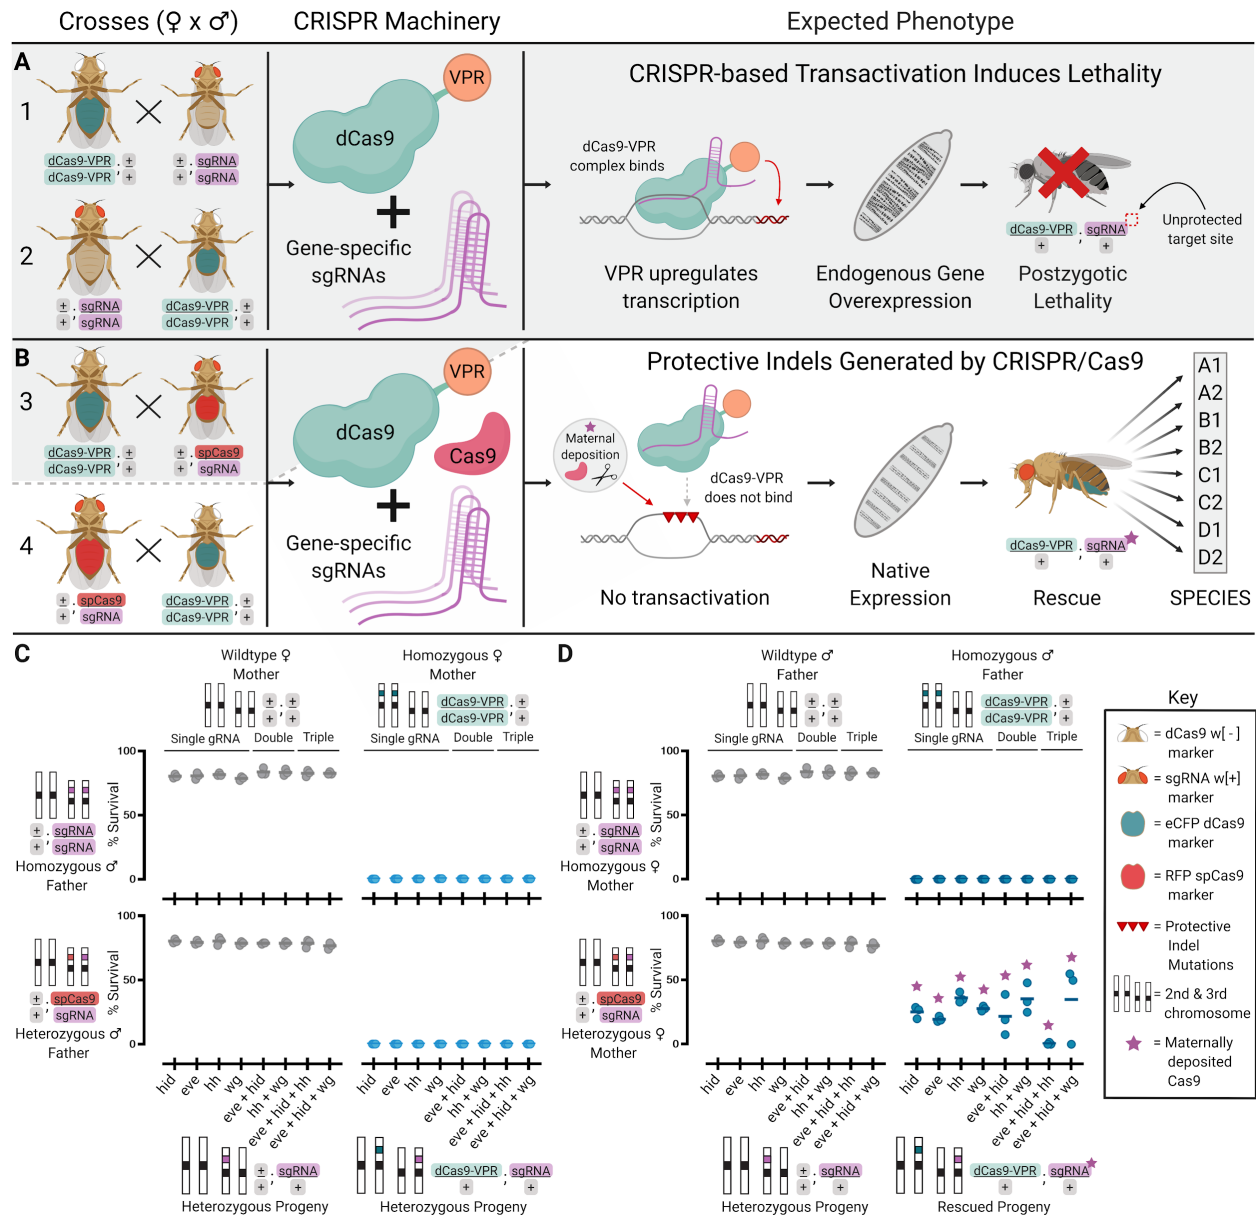 Crosses (♀ x ♂)
CRISPR Machinery
Expected Phenotype
A
1
dCas9-VPR ; +
dCas9-VPR +
+ ; sgRNA
+ sgRNA
2
+ ; sgRNA
+ sgRNA
dCas9-VPR ; +
dCas9-VPR +
dCas9
VPR
+
Gene-specific
sgRNAs
CRISPR-based Transactivation Induces Lethality
dCas9-VPR
complex binds
VPR upregulates
transcription
Endogenous Gene
Overexpression
dCas9-VPR ; sgRNA
+ +
Postzygotic
Lethality
Unprotected
target site
B
3
dCas9-VPR ; +
dCas9-VPR +
+ ; spCas9
+ sgRNA
4
+ ; spCas9
+ sgRNA
dCas9-VPR ; +
dCas9-VPR +
VPR
dCas9
Cas9
+
Gene-specific
sgRNAs
Protective Indels Generated by CRISPR/Cas9
Maternal
deposition
dCas9-VPR
does not bind
No transactivation
Native
Expression
dCas9-VPR ; sgRNA
+ +
Rescue
A1
A2
B1
B2
C1
C2
D1
D2
SPECIES
C
Wildtype ♀
Mother
+ ; +
+ +
Homozygous ♀
Mother
dCas9-VPR ; +
dCas9-VPR +
Single gRNA Double Triple
Single gRNA Double Triple
+ ; sgRNA
+ sgRNA
Homozygous ♂
Father
% Survival
100
50
0
+ ; spCas9
+ sgRNA
Heterozygous ♂
Father
% Survival
100
50
0
hid
eve
hh
wg
eve + hid
hh + wg
eve + hid + hh
eve + hid + wg
hid
eve
hh
wg
eve + hid
hh + wg
eve + hid + hh
eve + hid + wg
+ ; sgRNA
+ +
Heterozygous Progeny
dCas9-VPR ; sgRNA
+ +
Heterozygous Progeny
D
Wildtype ♂
Father
+ ; +
+ +
Homozygous ♂
Father
dCas9-VPR ; +
dCas9-VPR +
Single gRNA Double Triple
Single gRNA Double Triple
+ ; sgRNA
+ sgRNA
Homozygous ♀
Mother
% Survival
100
50
0
+ ; spCas9
+ sgRNA
Heterozygous ♀
Mother
% Survival
100
50
0
hid
eve
hh
wg
eve + hid
hh + wg
eve + hid + hh
eve + hid + wg
hid
eve
hh
wg
eve + hid
hh + wg
eve + hid + hh
eve + hid + wg
+ ; sgRNA
+ +
Heterozygous Progeny
dCas9-VPR ; sgRNA
+ +
Rescued Progeny
Key
= dCas9 w[ - ]
marker
= sgRNA w[+]
marker
= eCFP dCas9
marker
= RFP spCas9
marker
= Protective
Indel
Mutations
= 2nd & 3rd
chromosome
= Maternally
deposited
Cas9